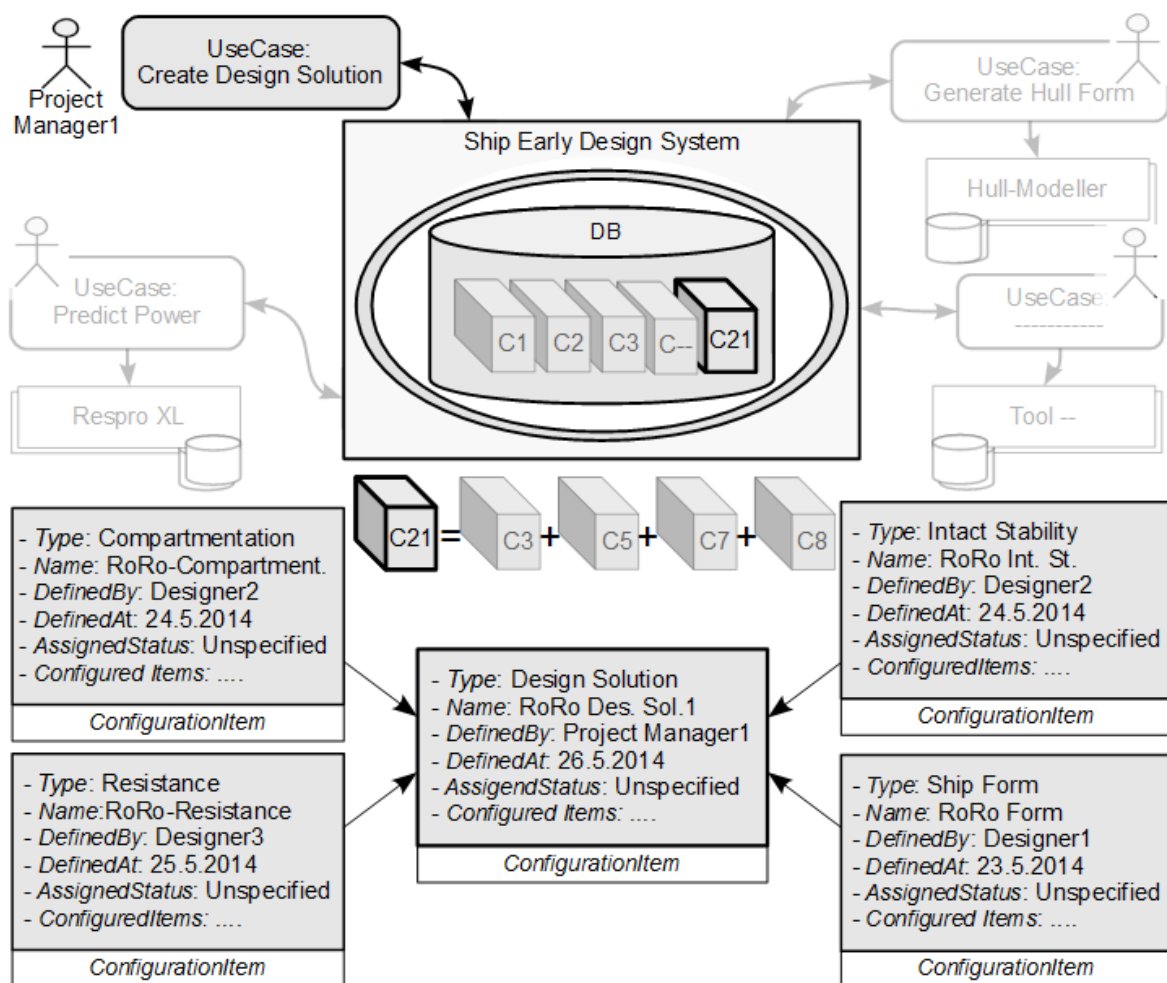 UseCase:
Create Design Solution
Project
Manager1
UseCase:
Generate Hull Form
Hull-Modeller
Ship Early Design System
DB
C1
C2
C3
C--
C21
UseCase:
Predict Power
Respro XL
UseCase:
-----------
Tool --
C21 = C3 + C5 + C7 + C8
- Type: Compartmentation
- Name: RoRo-Compartment.
- DefinedBy: Designer2
- DefinedAt: 24.5.2014
- AssignedStatus: Unspecified
- Configured Items: ....
ConfigurationItem
- Type: Intact Stability
- Name: RoRo Int. St.
- DefinedBy: Designer2
- DefinedAt: 24.5.2014
- AssignedStatus: Unspecified
- ConfiguredItems: ....
ConfigurationItem
- Type: Design Solution
- Name: RoRo Des. Sol.1
- DefinedBy: Project Manager1
- DefinedAt: 26.5.2014
- AssigendStatus: Unspecified
- Configured Items: ....
ConfigurationItem
- Type: Resistance
- Name:RoRo-Resistance
- DefinedBy: Designer3
- DefinedAt: 25.5.2014
- AssignedStatus: Unspecified
- ConfiguredItems: ....
ConfigurationItem
- Type: Ship Form
- Name: RoRo Form
- DefinedBy: Designer1
- DefinedAt: 23.5.2014
- AssignedStatus: Unspecified
- Configured Items: ....
ConfigurationItem